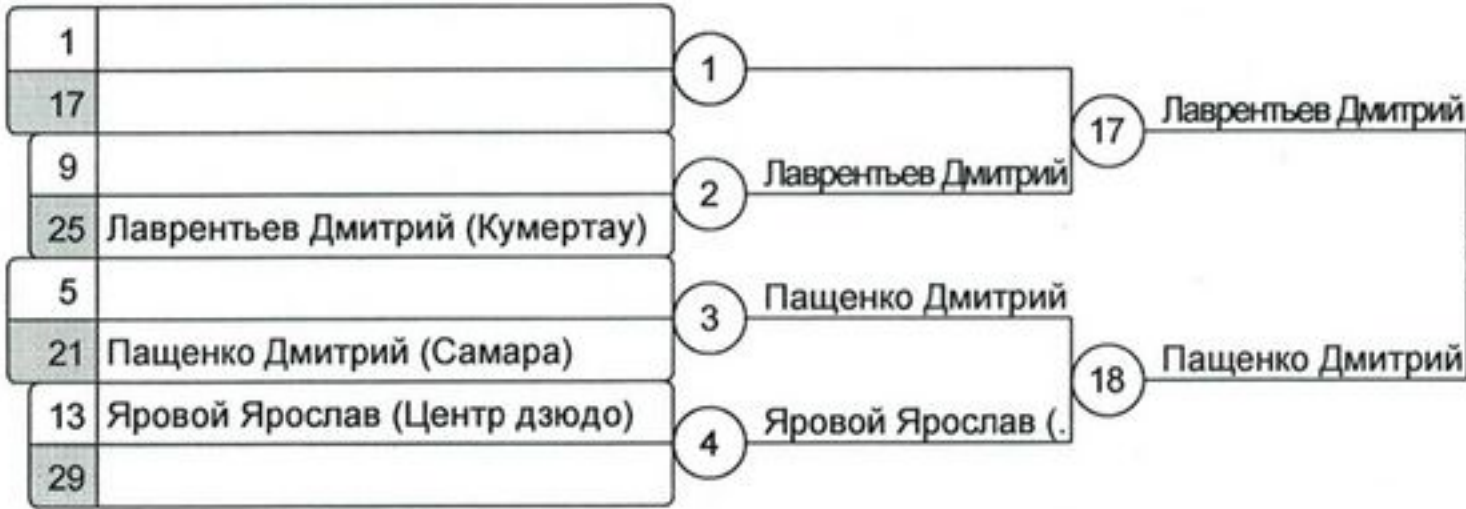 1
1
17
17 Лаврентьев Дмитрий
9
2 Лаврентьев Дмитрий
25 Лаврентьев Дмитрий (Кумертау)
5
3 Пащенко Дмитрий
21 Пащенко Дмитрий (Самара)
18 Пащенко Дмитрий
13 Яровой Ярослав (Центр дзюдо)
4 Яровой Ярослав (.
29